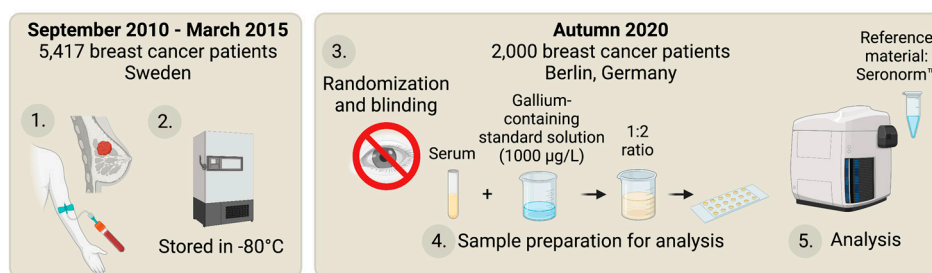 September 2010 - March 2015
5,417 breast cancer patients
Sweden
1.
2.
Stored in -80°C
Autumn 2020
2,000 breast cancer patients
Berlin, Germany
3.
Randomization
and blinding
Serum
+
Gallium-
containing
standard solution
(1000 µg/L)
1:2
ratio
4. Sample preparation for analysis
Reference
material:
Seronorm™
5. Analysis